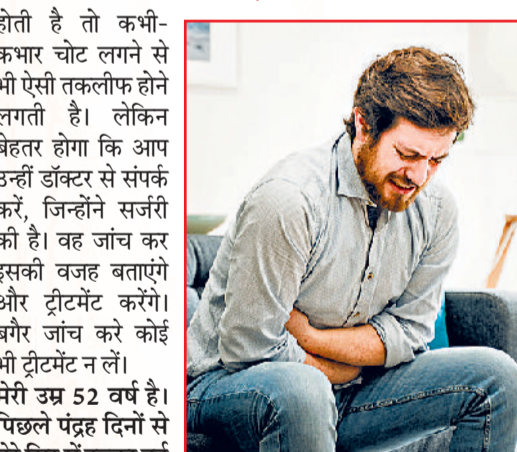 होती है तो कभी-
कभार चोट लगने से
भी ऐसी तकलीफ होने
लगती है। लेकिन
बेहतर होगा कि आप
उन्हीं डॉक्टर से संपर्क
करें, जिन्होंने सर्जरी
की है। वह जांच कर
इसकी वजह बताएंगे
और ट्रीटमेंट करेंगे।
बगैर जांच करे कोई
भी ट्रीटमेंट न लें।
मेरी उम्र 52 वर्ष है।
पिछले पंद्रह दिनों से